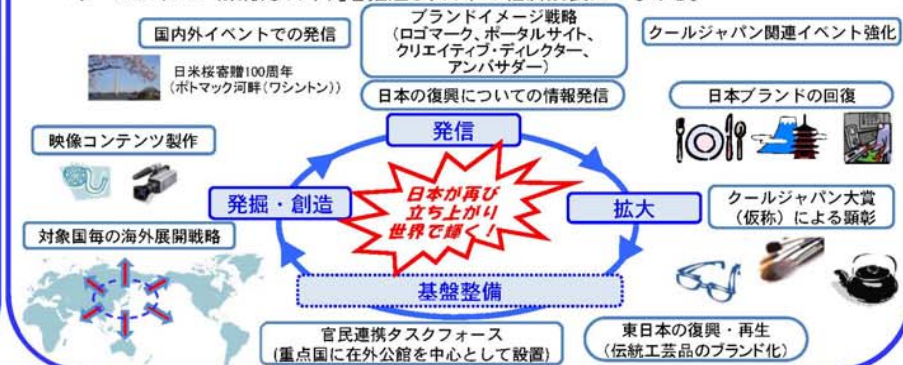 国内外イベントでの発信
日米桜寄贈100周年
(ポトマック河畔(ワシントン))
ブランドイメージ戦略
(ロゴマーク、ポータルサイト、
クリエイティブ・ディレクター、
アンバサダー)
日本の復興についての情報発信
クールジャパン関連イベント強化
日本ブランドの回復
映像コンテンツ製作
発信
発掘・創造
日本が再び
立ち上がり
世界で輝く!
拡大
クールジャパン大賞
(仮称)による顕彰
対象国毎の海外展開戦略
基盤整備
官民連携タスクフォース
(重点国に在外公館を中心として設置)
東日本の復興・再生
(伝統工芸品のブランド化)